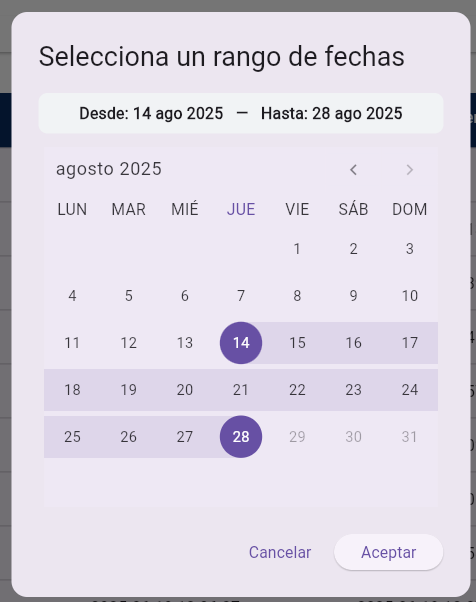 Selecciona un rango de fechas
Desde: 14 ago 2025 — Hasta: 28 ago 2025
agosto 2025
LUN MAR MIÉ JUE VIE SÁB DOM
1 2 3
4 5 6 7 8 9 10
11 12 13 14 15 16 17
18 19 20 21 22 23 24
25 26 27 28 29 30 31
Cancelar Aceptar